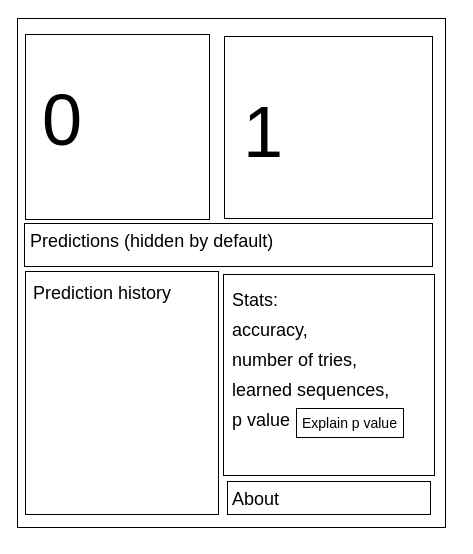 0
1
Predictions (hidden by default)
Prediction history
Stats:
accuracy,
number of tries,
learned sequences,
p value Explain p value
About